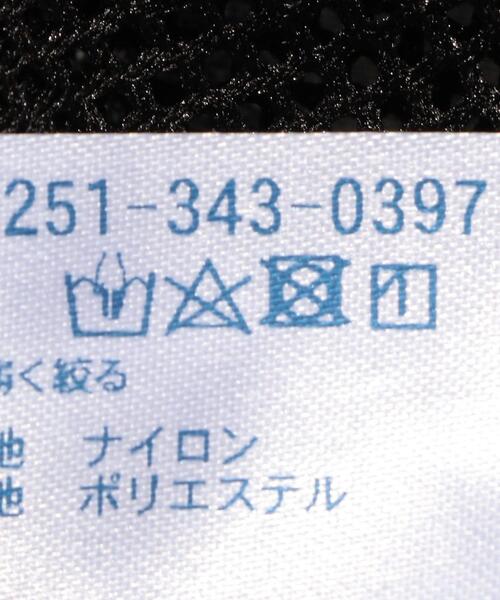 251-343-0397
く絞る
地 ナイロン
地 ポリエステル